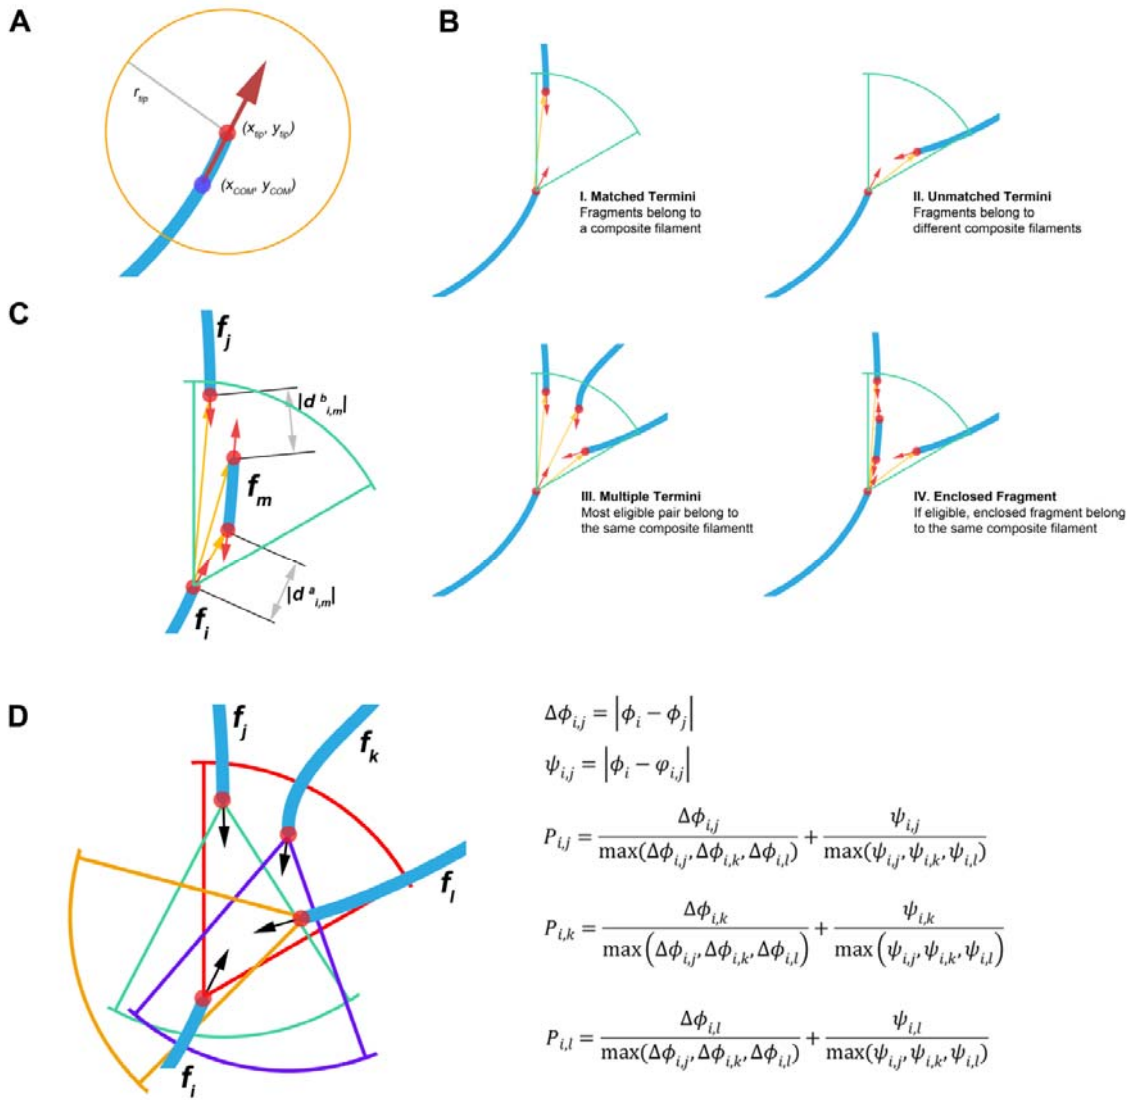 A
r_tip
(x_tip, y_tip)
(x_COM, y_COM)
B
I. Matched Termini
Fragments belong to
a composite filament
II. Unmatched Termini
Fragments belong to
different composite filaments
III. Multiple Termini
Most eligible pair belong to
the same composite filamentt
IV. Enclosed Fragment
If eligible, enclosed fragment belong
to the same composite filament
C
f_j
|d^b_i,m|
f_m
|d^a_i,m|
f_i
D
f_j
f_k
f_l
f_i
Δϕ_i,j = |ϕ_i − ϕ_j|
ψ_i,j = |ϕ_i − φ_i,j|
P_i,j = Δϕ_i,j / max(Δϕ_i,j, Δϕ_i,k, Δϕ_i,l) + ψ_i,j / max(ψ_i,j, ψ_i,k, ψ_i,l)
P_i,k = Δϕ_i,k / max(Δϕ_i,j, Δϕ_i,k, Δϕ_i,l) + ψ_i,k / max(ψ_i,j, ψ_i,k, ψ_i,l)
P_i,l = Δϕ_i,l / max(Δϕ_i,j, Δϕ_i,k, Δϕ_i,l) + ψ_i,l / max(ψ_i,j, ψ_i,k, ψ_i,l)